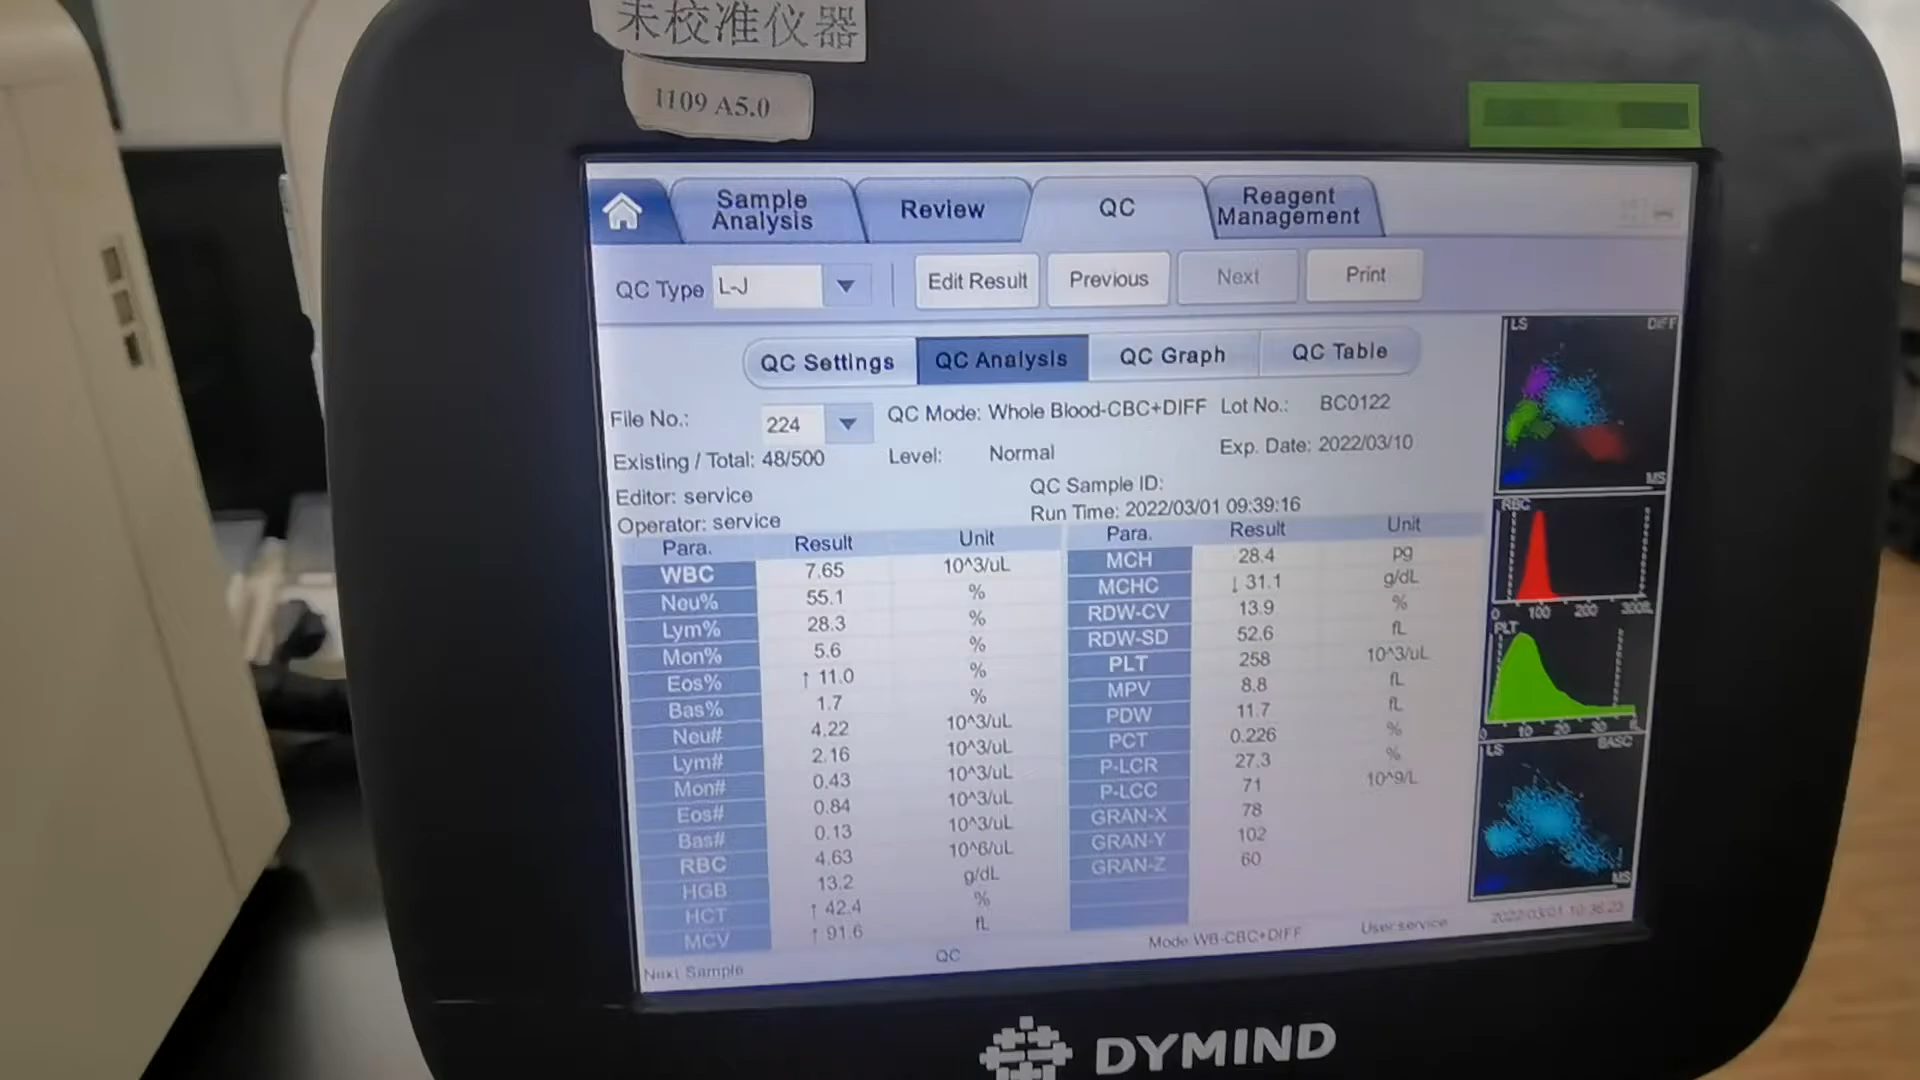 未校准仪器
1109 A5.0
Sample Analysis
Review
QC
Reagent Management
QC Type L-J
Edit Result
Previous
Next
Print
QC Settings
QC Analysis
QC Graph
QC Table
File No.: 224 QC Mode: Whole Blood-CBC+DIFF Lot No.: BC0122
Existing / Total: 48/500 Level: Normal Exp. Date: 2022/03/10
Editor: service QC Sample ID:
Operator: service Run Time: 2022/03/01 09:39:16
Para. Result Unit
WBC 7.65 10^3/uL
Neu% 55.1 %
Lym% 28.3 %
Mon% 5.6 %
Eos% ↑ 11.0 %
Bas% 1.7 %
Neu# 4.22 10^3/uL
Lym# 2.16 10^3/uL
Mon# 0.43 10^3/uL
Eos# 0.84 10^3/uL
Bas# 0.13 10^3/uL
RBC 4.63 10^6/uL
HGB 13.2 g/dL
HCT ↑ 42.4 %
MCV ↑ 91.6 fL
Para. Result Unit
MCH 28.4 pg
MCHC ↓ 31.1 g/dL
RDW-CV 13.9 %
RDW-SD 52.6 fL
PLT 258 10^3/uL
MPV 8.8 fL
PDW 11.7 fL
PCT 0.226 %
P-LCR 27.3 %
P-LCC 71 10^9/L
GRAN-X 78
GRAN-Y 102
GRAN-Z 60
LS DIFF
MS
RBC
0 100 200 300fL
PLT
0 10 20 30 fL
LS BASO
MS
Next Sample
QC
Mode:WB-CBC+DIFF
User:service
DYMIND